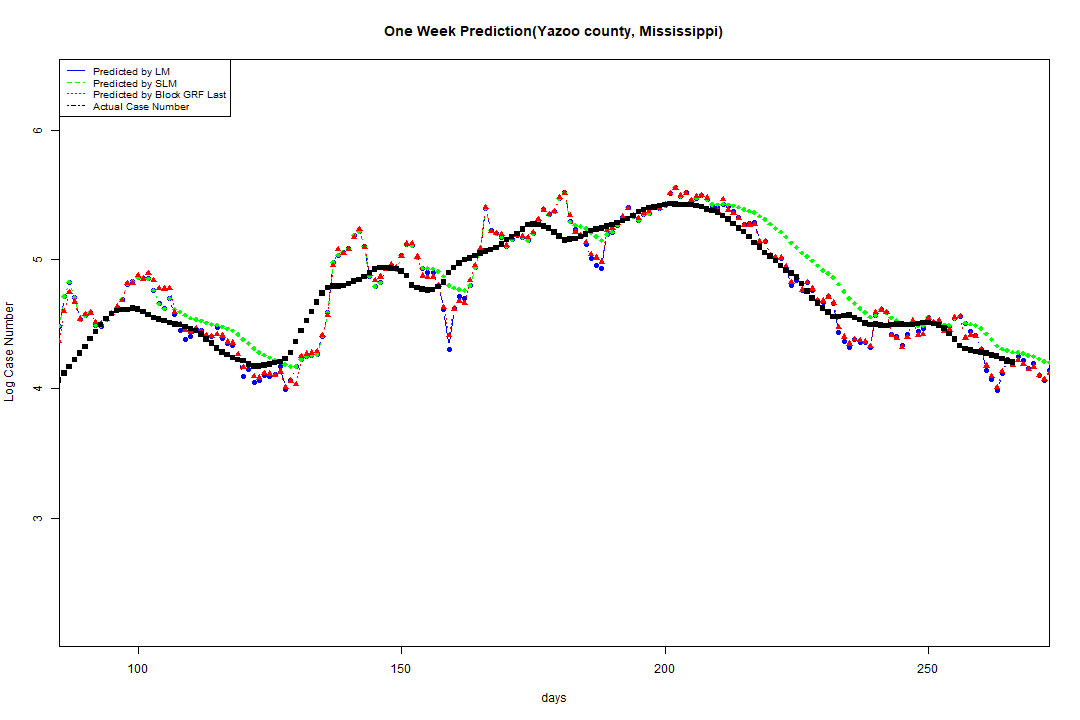 One Week Prediction(Yazoo county, Mississippi)
Predicted by LM
Predicted by SLM
Predicted by Block GRF Last
Actual Case Number
6
5
4
3
Log Case Number
100 150 200 250
days